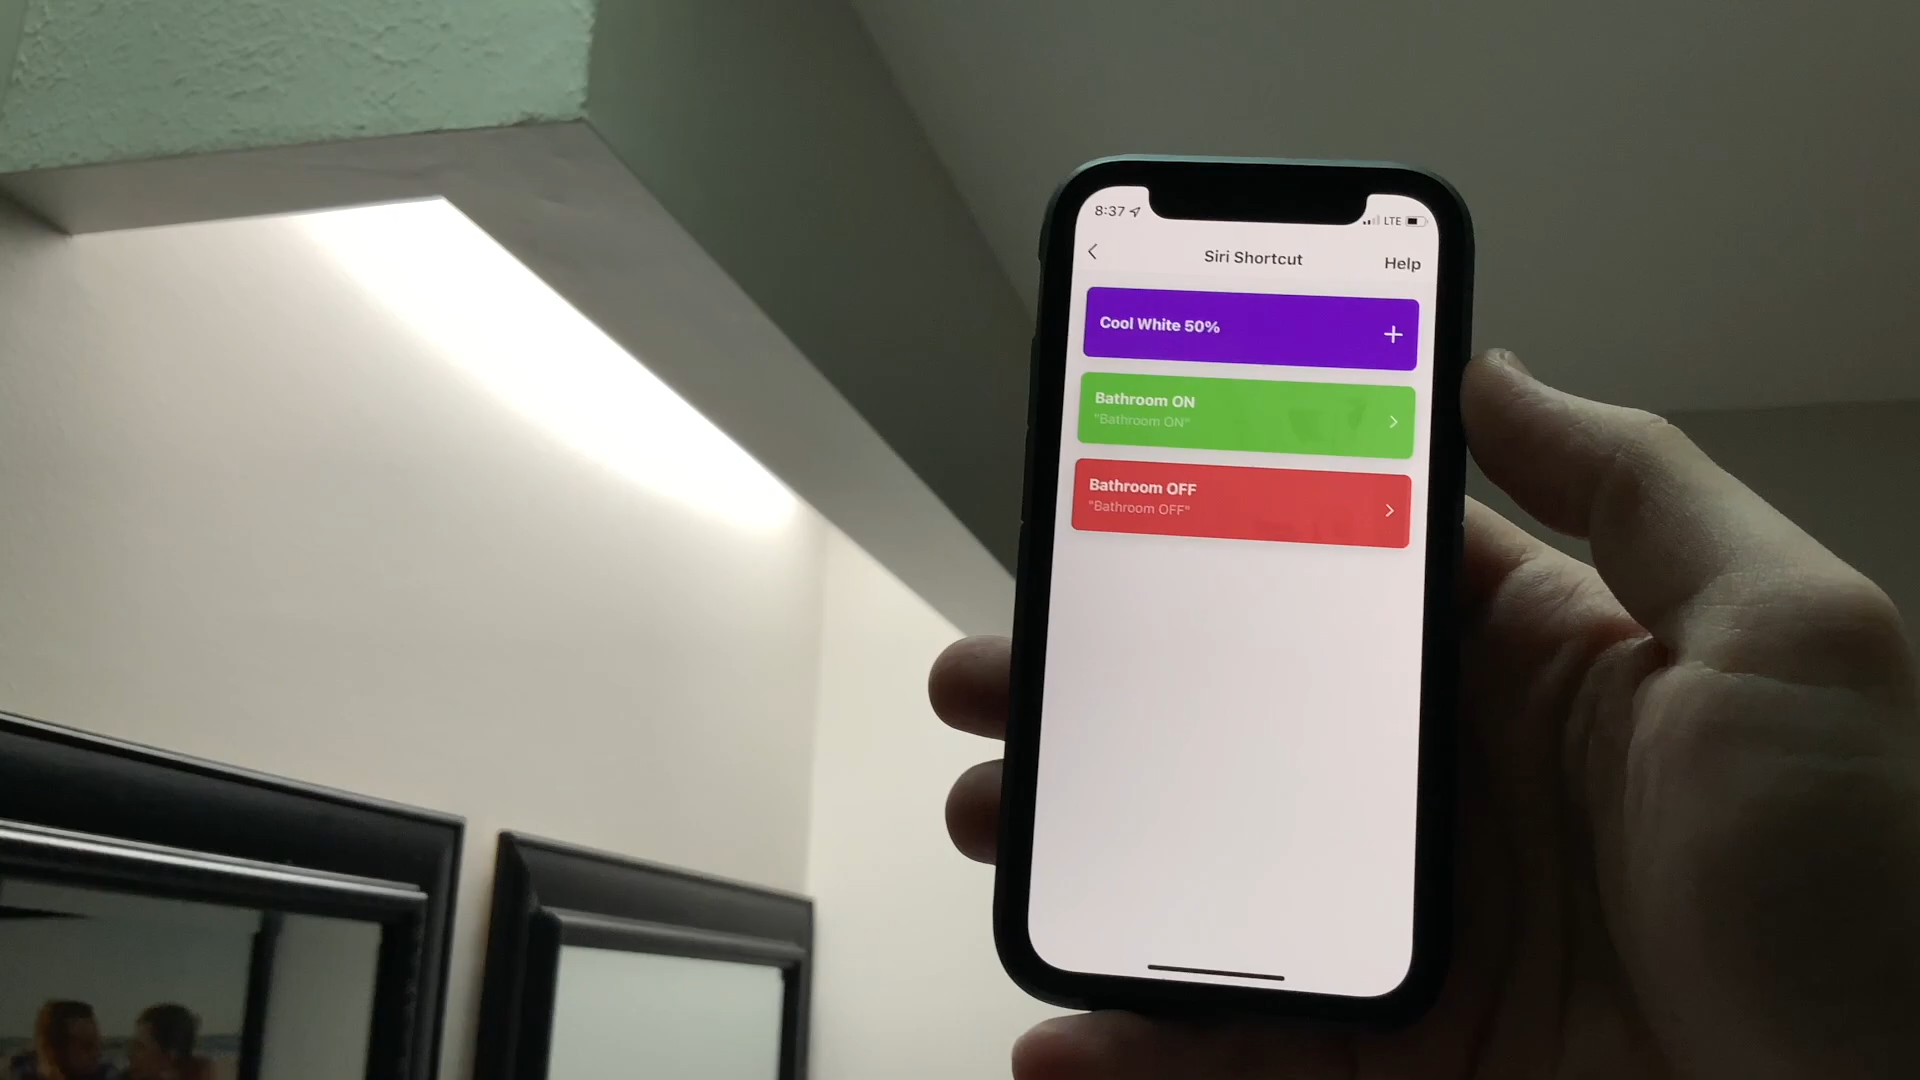 8:37
LTE
Siri Shortcut
Help
Cool White 50%
Bathroom ON
"Bathroom ON"
Bathroom OFF
"Bathroom OFF"